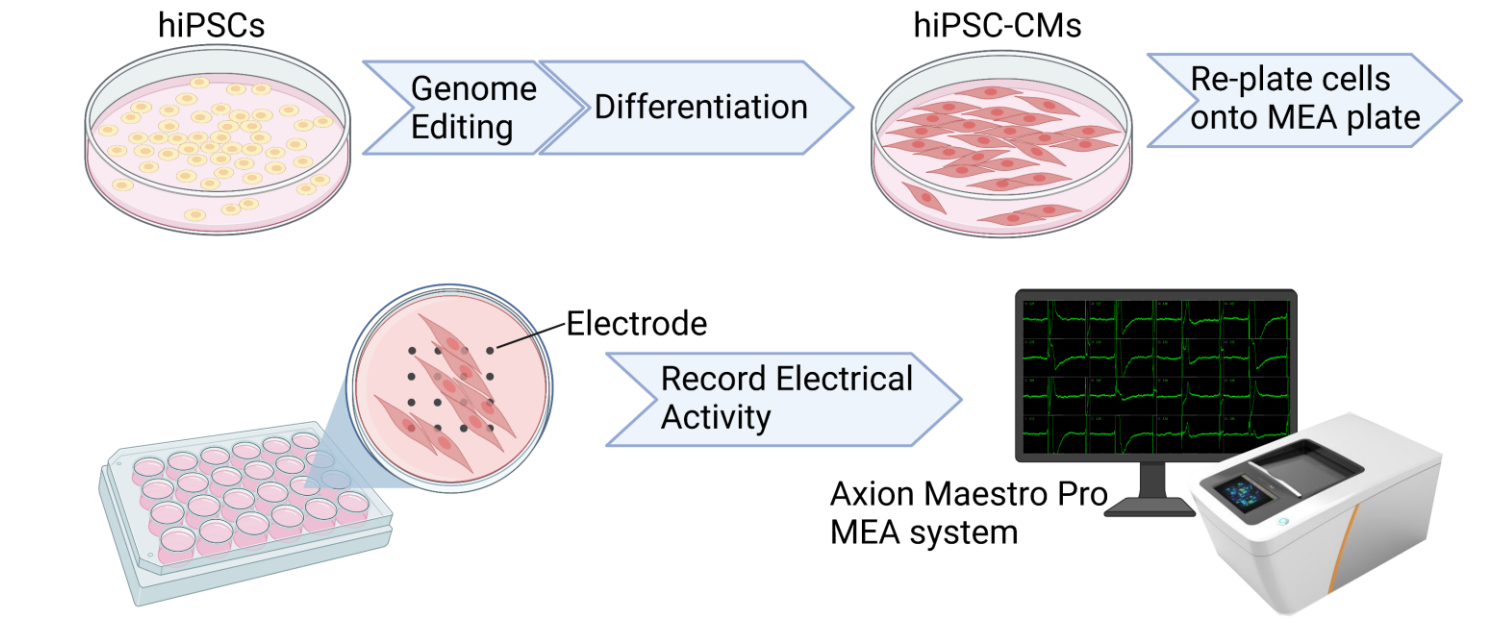 hiPSCs
Genome
Editing
Differentiation
hiPSC-CMs
Re-plate cells
onto MEA plate
Electrode
Record Electrical
Activity
Axion Maestro Pro
MEA system